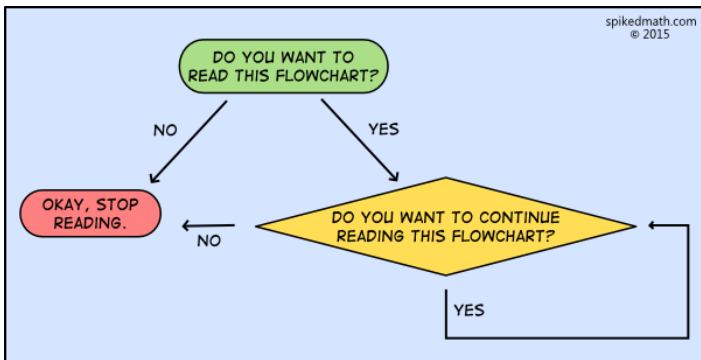 spikedmath.com
© 2015
DO YOU WANT TO
READ THIS FLOWCHART?
NO
YES
OKAY, STOP
READING.
DO YOU WANT TO CONTINUE
READING THIS FLOWCHART?
NO
YES